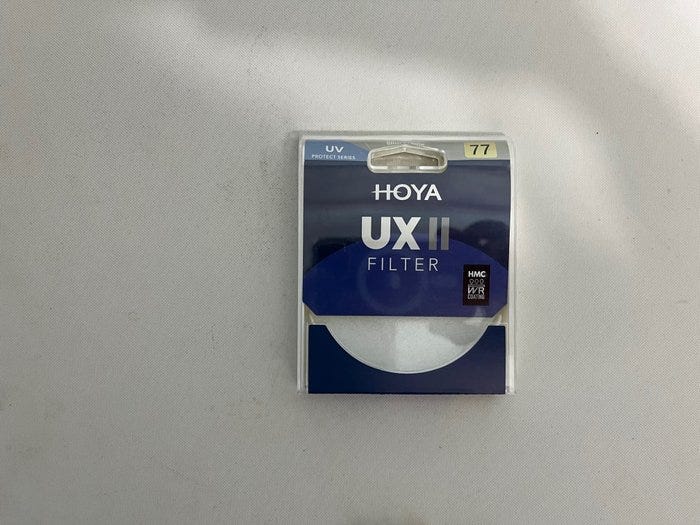 UV
PROTECT SERIES
77
HOYA
UX II
FILTER
HMC
WR
COATING